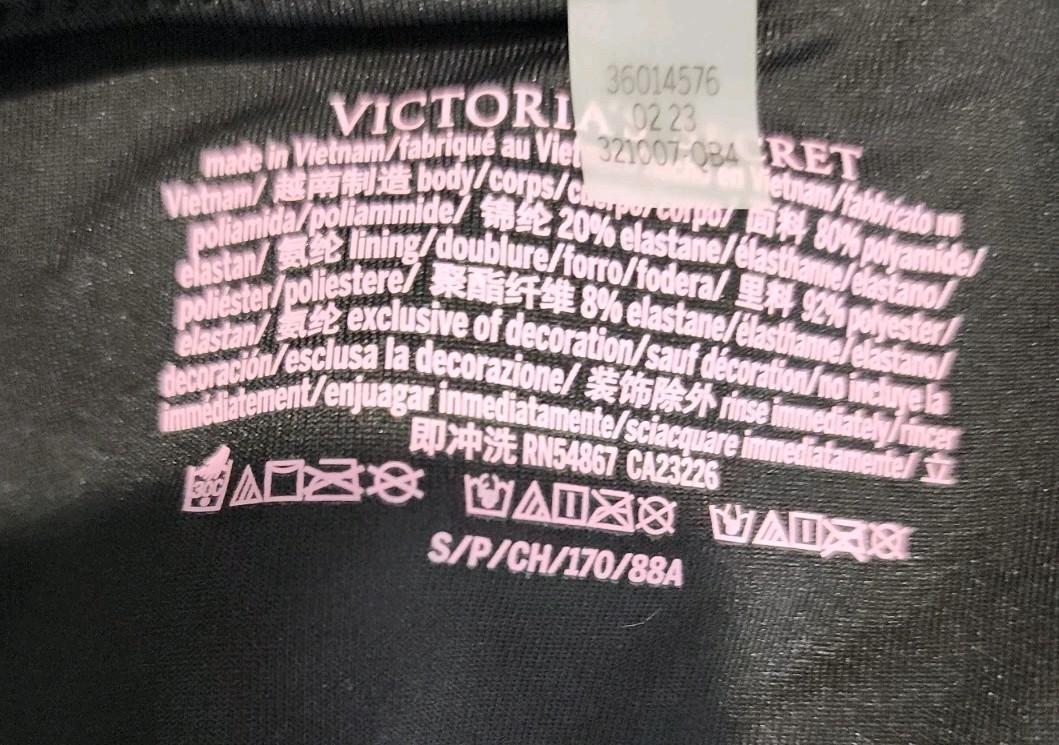 36014576
02 23
321007-QB4
VICTORIA'S SECRET
made in Vietnam/fabriqué au Viet etnam/fabbricato in
Vietnam/ 越南制造 body/corps/cuerpo/corpo/ 面料 80% polyamide/
poliamida/poliammide/ 锦纶 20% elastane/élasthanne/elastano/
elastan/ 氨纶 lining/doublure/forro/fodera/ 里料 92% polyester/
poliéster/poliestere/ 聚酯纤维 8% elastane/élasthanne/elastano/
elastan/ 氨纶 exclusive of decoration/sauf décoration/no incluye la
decoración/esclusa la decorazione/ 装饰除外 rinse immediately/rincer
immédiatement/enjuagar inmediatamente/sciacquare immediatamente/ 立
即冲洗 RN54867 CA23226
30C
S/P/CH/170/88A